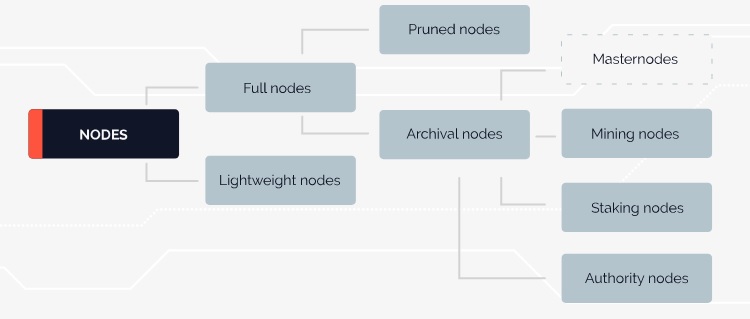 NODES
Full nodes
Lightweight nodes
Pruned nodes
Archival nodes
Masternodes
Mining nodes
Staking nodes
Authority nodes